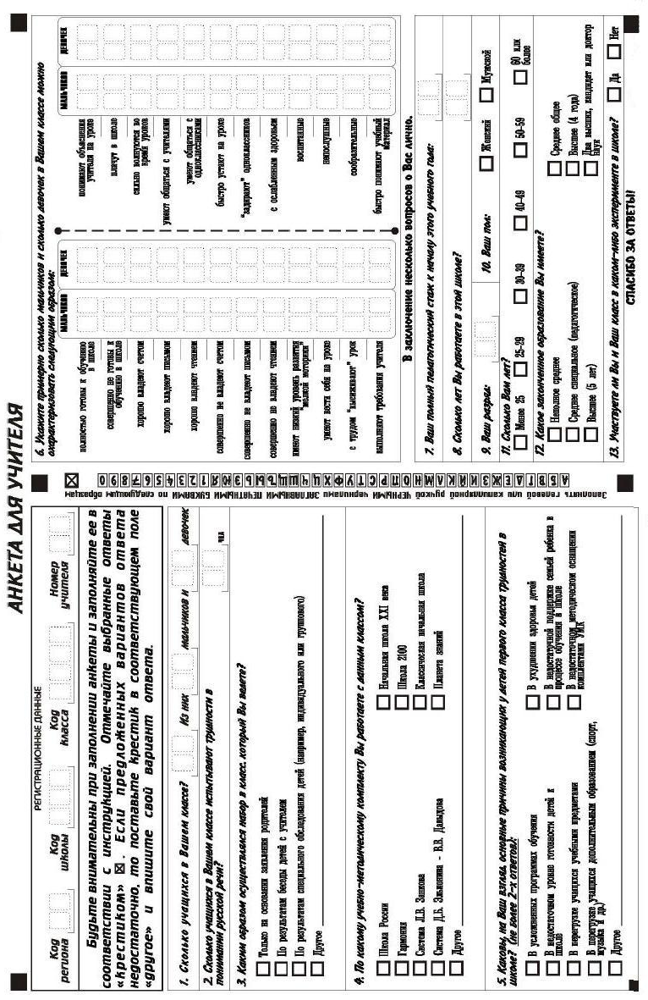 АНКЕТА ДЛЯ УЧИТЕЛЯ
РЕГИСТРАЦИОННЫЕ ДАННЫЕ
Код региона
Код школы
Код класса
Номер учителя
Будьте внимательны при заполнении анкеты и заполняйте ее в
соответствии с инструкцией. Отмечайте выбранные ответы
«крестиком» ☒. Если предложенных вариантов ответа
недостаточно, то поставьте крестик в соответствующем поле
«другое» и впишите свой вариант ответа.
1. Сколько учащихся в Вашем классе? Из них мальчиков и девочек
2. Сколько учащихся в Вашем классе испытывают трудности в
понимании русской речи? чел
3. Каким образом осуществлялся набор в класс, который Вы ведете?
Только на основании заявления родителей
По результатам беседы детей с учителем
По результатам специального обследования детей (например, индивидуального или группового)
Другое
4. По какому учебно-методическому комплекту Вы работаете с данным классом?
Школа России
Гармония
Система Л.В. Занкова
Система Д.Б. Эльконина - В.В. Давыдова
Другое
Начальная школа XXI века
Школа 2100
Классическая начальная школа
Планета знаний
5. Каковы, на Ваш взгляд, основные причины возникающих у детей первого класса трудностей в
школе? (не более 2-х ответов):
В усложненных программах обучения
В недостаточном уровне готовности детей к
школе
В перегрузке учащихся учебными предметами
В перегрузке учащихся дополнительным образованием (спорт,
музыка и др.)
Другое
В ухудшении здоровья детей
В недостаточной поддержке семьей ребенка в
процессе обучения в школе
В недостаточном методическом оснащении
комплектами УМК
Заполнять гелевой или капиллярной ручкой ЧЕРНЫМИ чернилами ЗАГЛАВНЫМИ ПЕЧАТНЫМИ БУКВАМИ по следующим образцам
А Б В Г Д Е Ж З И Й К Л М Н О П Р С Т У Ф Х Ц Ч Ш Щ Ъ Ы Ь Э Ю Я 1 2 3 4 5 6 7 8 9 0
6. Укажите примерно сколько мальчиков и сколько девочек в Вашем классе можно
охарактеризовать следующим образом:
МАЛЬЧИКОВ ДЕВОЧЕК
полностью готовы к обучению
в школе
совершенно не готовы к
обучению в школе
хорошо владеют счетом
хорошо владеют письмом
хорошо владеют чтением
совершенно не владеют счетом
совершенно не владеют письмом
совершенно не владеют чтением
имеют низкий уровень развития
"мелкой моторики"
умеют вести себя на уроке
с трудом "высиживают" урок
выполняют требования учителя
МАЛЬЧИКОВ ДЕВОЧЕК
понимают объяснения
учителя на уроке
плачут в школе
сильно волнуются во
время уроков
умеют общаться с учителями
умеют общаться с
одноклассниками
быстро устают на уроке
"задирают" одноклассников
с ослабленным здоровьем
воспитанные
непослушные
сообразительные
быстро понимают учебный
материал
В заключение несколько вопросов о Вас лично.
7. Ваш полный педагогический стаж к началу этого учебного года:
8. Сколько лет Вы работаете в этой школе?
9. Ваш разряд: 10. Ваш пол: Женский Мужской
11. Сколько Вам лет?
Менее 25 25-29 30-39 40-49 50-59 60 или
более
12. Какое законченное образование Вы имеете?
Неполное среднее
Среднее специальное (педагогическое)
Высшее (5 лет)
Среднее общее
Высшее (4 года)
Два высших, кандидат или доктор
наук
13. Участвуете ли Вы и Ваш класс в каком-либо эксперименте в школе? Да Нет
СПАСИБО ЗА ОТВЕТЫ!